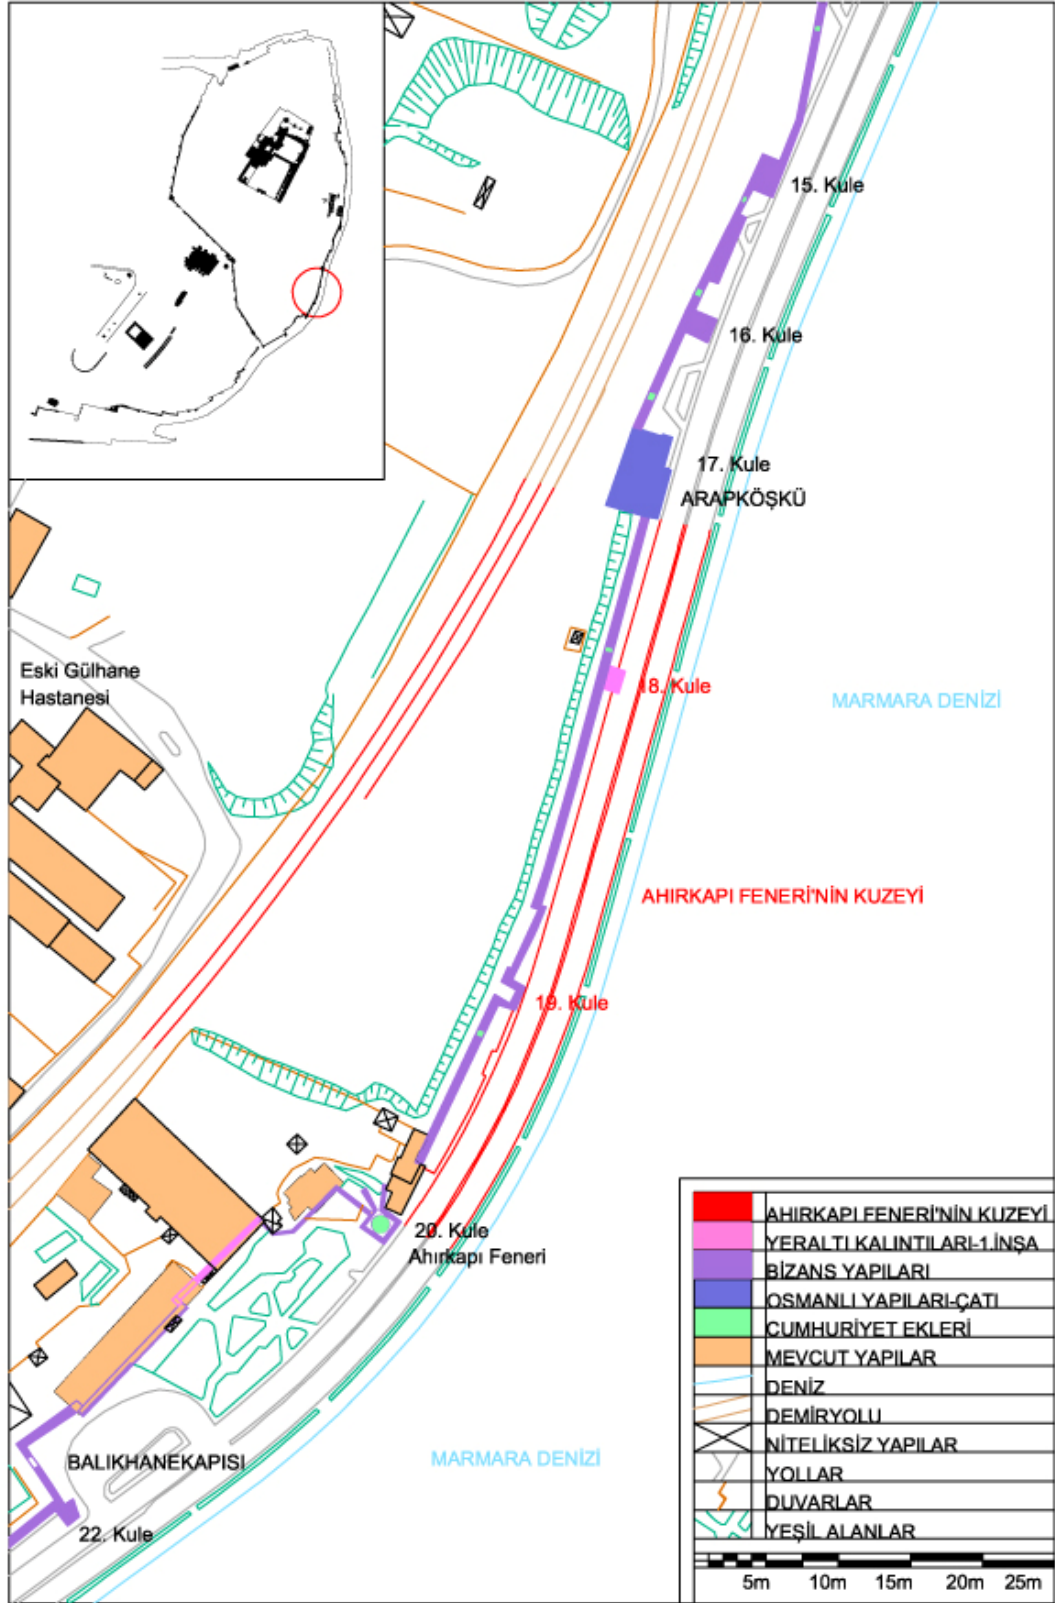 15. Kule
16. Kule
17. Kule
ARAPKÖŞKÜ
Eski Gülhane
Hastanesi
18. Kule
MARMARA DENİZİ
AHIRKAPI FENERİ'NİN KUZEYİ
19. Kule
20. Kule
Ahırkapı Feneri
BALIKHANEKAPISI
MARMARA DENİZİ
22. Kule
AHIRKAPI FENERİ'NİN KUZEYİ
YERALTI KALINTILARI-1.İNŞA
BİZANS YAPILARI
OSMANLI YAPILARI-ÇATI
CUMHURİYET EKLERİ
MEVCUT YAPILAR
DENİZ
DEMİRYOLU
NİTELİKSİZ YAPILAR
YOLLAR
DUVARLAR
YEŞİL ALANLAR
5m 10m 15m 20m 25m